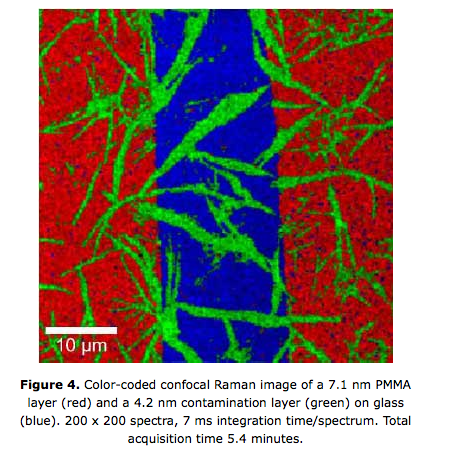 10 μm
Figure 4. Color-coded confocal Raman image of a 7.1 nm PMMA
layer (red) and a 4.2 nm contamination layer (green) on glass
(blue). 200 x 200 spectra, 7 ms integration time/spectrum. Total
acquisition time 5.4 minutes.